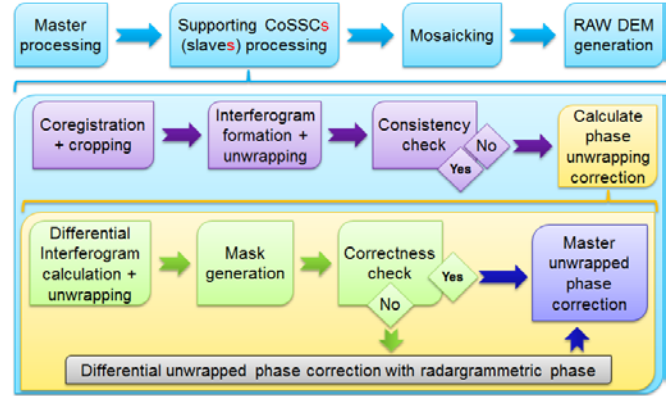 Master
processing
Supporting CoSSCs
(slaves) processing
Mosaicking
RAW DEM
generation
Coregistration
+ cropping
Interferogram
formation +
unwrapping
Consistency
check
No
Yes
Calculate
phase
unwrapping
correction
Differential
Interferogram
calculation +
unwrapping
Mask
generation
Correctness
check
Yes
No
Master
unwrapped
phase
correction
Differential unwrapped phase correction with radargrammetric phase